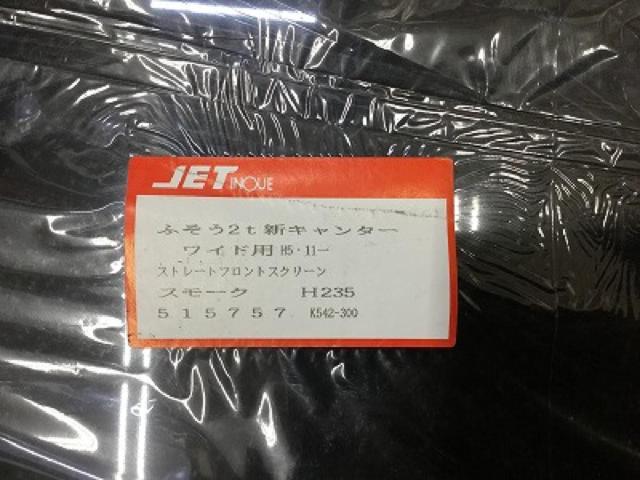 JET INOUE
ふそう2t新キャンター
ワイド用 H5・11ー
ストレートフロントスクリーン
スモーク H235
515757 K542-300